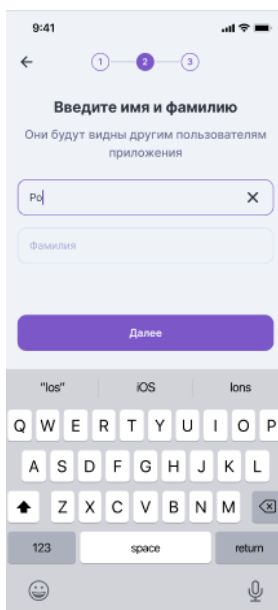 9:41
1 2 3
Введите имя и фамилию
Они будут видны другим пользователям
приложения
Ро
Фамилия
Далее
"Ios" iOS Ions
Q W E R T Y U I O P
A S D F G H J K L
Z X C V B N M
123 space return